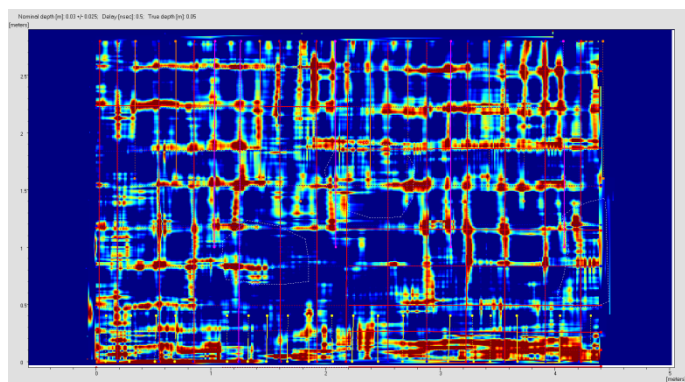 Nominal depth [m]: 0.03 +/- 0.025; Delay [nsec]: 0.5; True depth [m]: 0.05
[meters]
2.5
2
1.5
1
0.5
0
0 1 2 3 4 5
[meters]